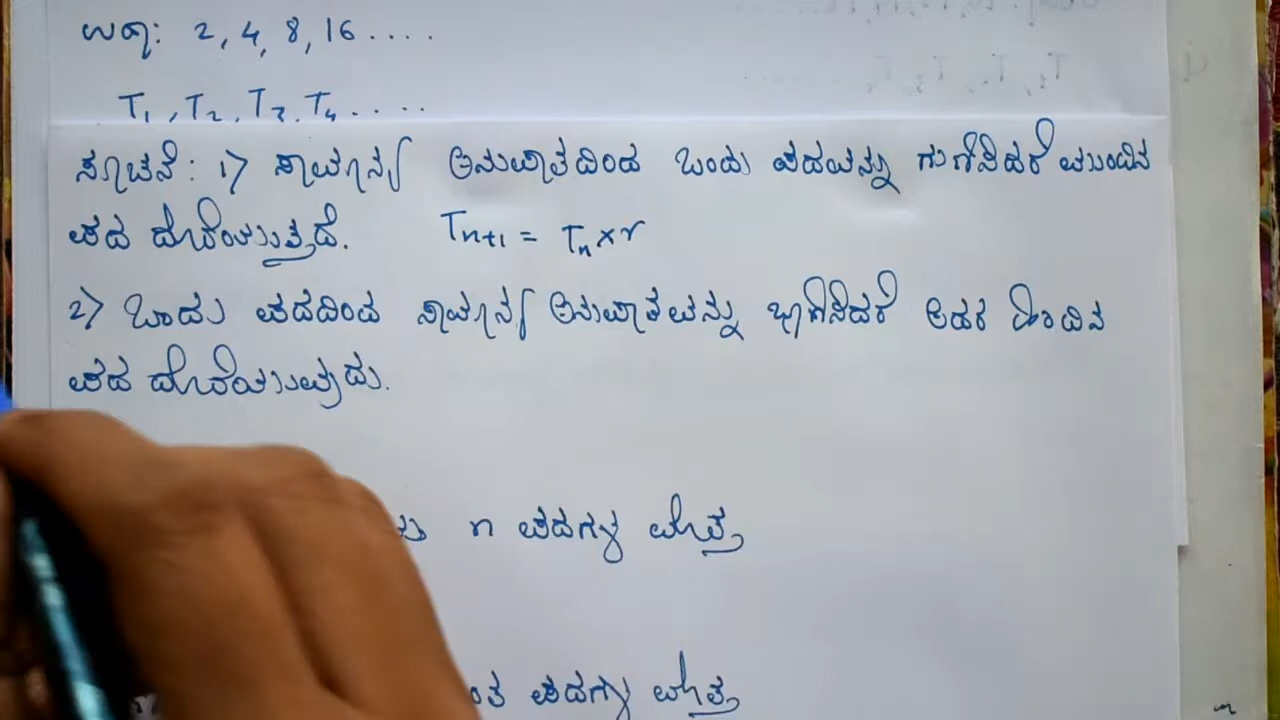 ಉದಾ: 2, 4, 8, 16 ....
T₁, T₂, T₃, T₄ .....
ಸೂಚನೆ: 1) ಸಾಮಾನ್ಯ ಅನುಪಾತದಿಂದ ಒಂದು ಪದವನ್ನು ಗುಣಿಸಿದರೆ ಮುಂದಿನ
ಪದ ದೊರೆಯುತ್ತದೆ. Tn+1 = Tn × r
2) ಒಂದು ಪದದಿಂದ ಸಾಮಾನ್ಯ ಅನುಪಾತವನ್ನು ಭಾಗಿಸಿದರೆ ಅದರ ಹಿಂದಿನ
ಪದ ದೊರೆಯುವುದು.
n ಪದಗಳ ಮೊತ್ತ
ಪದಗಳ ಮೊತ್ತ